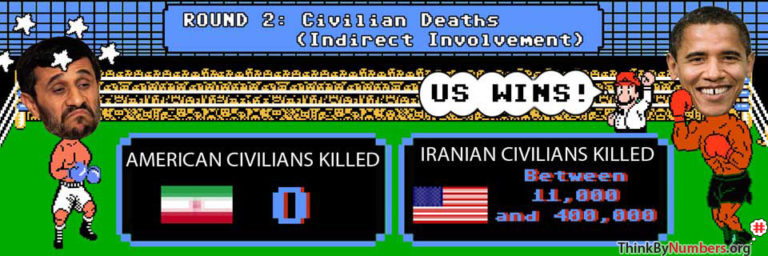 ROUND 2: Civilian Deaths
(Indirect Involvement)
US WINS!
AMERICAN CIVILIANS KILLED
0
IRANIAN CIVILIANS KILLED
Between
11,000
and 400,000
#
ThinkByNumbers.org